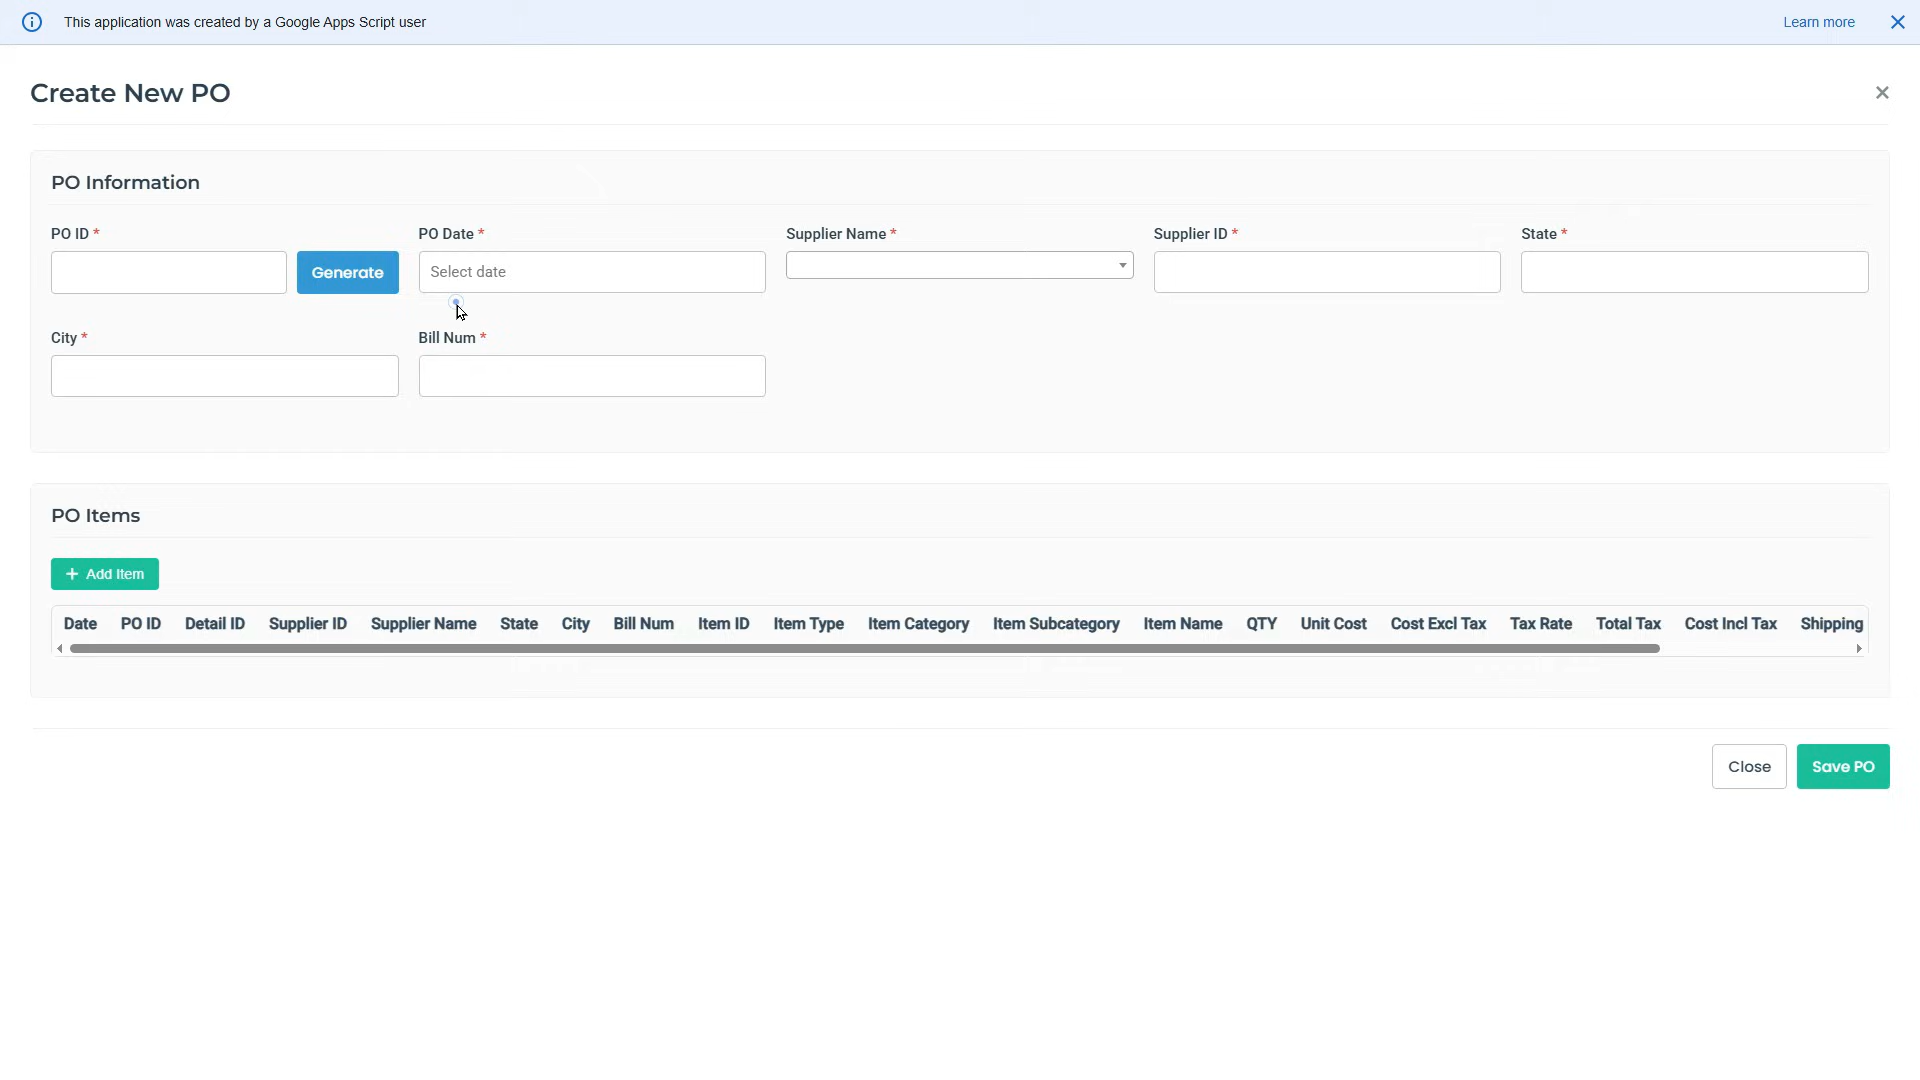 This application was created by a Google Apps Script user
Learn more
Create New PO
PO Information
PO ID *
PO Date *
Supplier Name *
Supplier ID *
State *
Generate
Select date
City *
Bill Num *
PO Items
+ Add Item
Date PO ID Detail ID Supplier ID Supplier Name State City Bill Num Item ID Item Type Item Category Item Subcategory Item Name QTY Unit Cost Cost Excl Tax Tax Rate Total Tax Cost Incl Tax Shipping
Close
Save PO